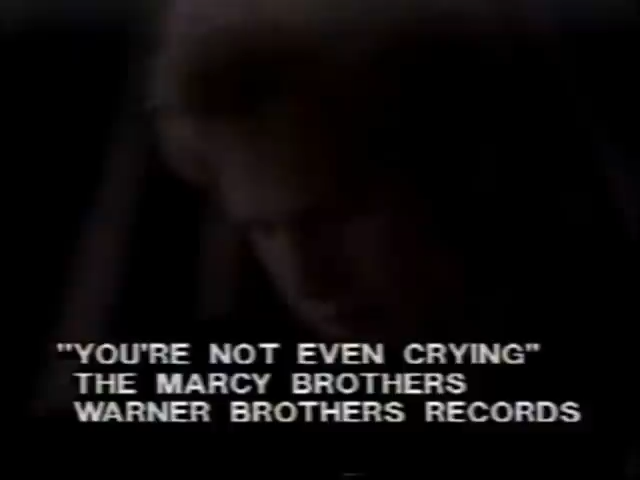 "YOU'RE NOT EVEN CRYING"
THE MARCY BROTHERS
WARNER BROTHERS RECORDS